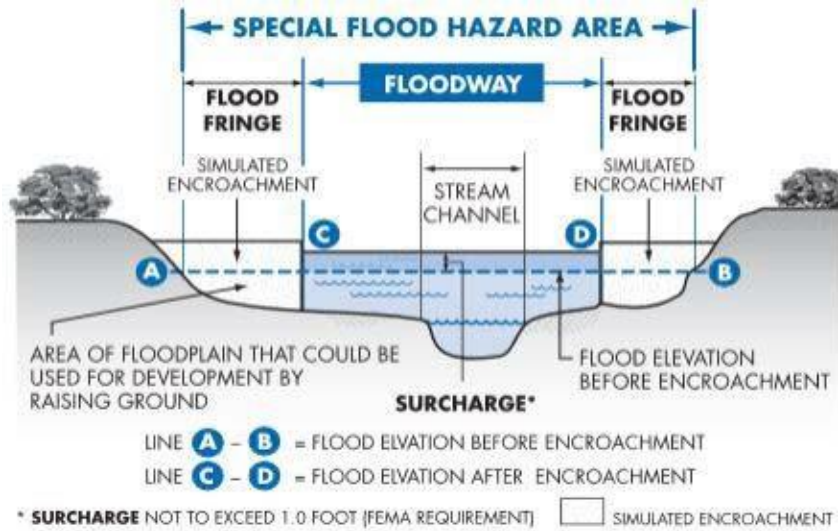 SPECIAL FLOOD HAZARD AREA
FLOOD
FRINGE
FLOODWAY
FLOOD
FRINGE
SIMULATED
ENCROACHMENT
STREAM
CHANNEL
SIMULATED
ENCROACHMENT
C
D
A
B
AREA OF FLOODPLAIN THAT COULD BE
USED FOR DEVELOPMENT BY
RAISING GROUND
FLOOD ELEVATION
BEFORE ENCROACHMENT
SURCHARGE*
LINE A – B = FLOOD ELVATION BEFORE ENCROACHMENT
LINE C – D = FLOOD ELVATION AFTER ENCROACHMENT
* SURCHARGE NOT TO EXCEED 1.0 FOOT (FEMA REQUIREMENT) SIMULATED ENCROACHMENT